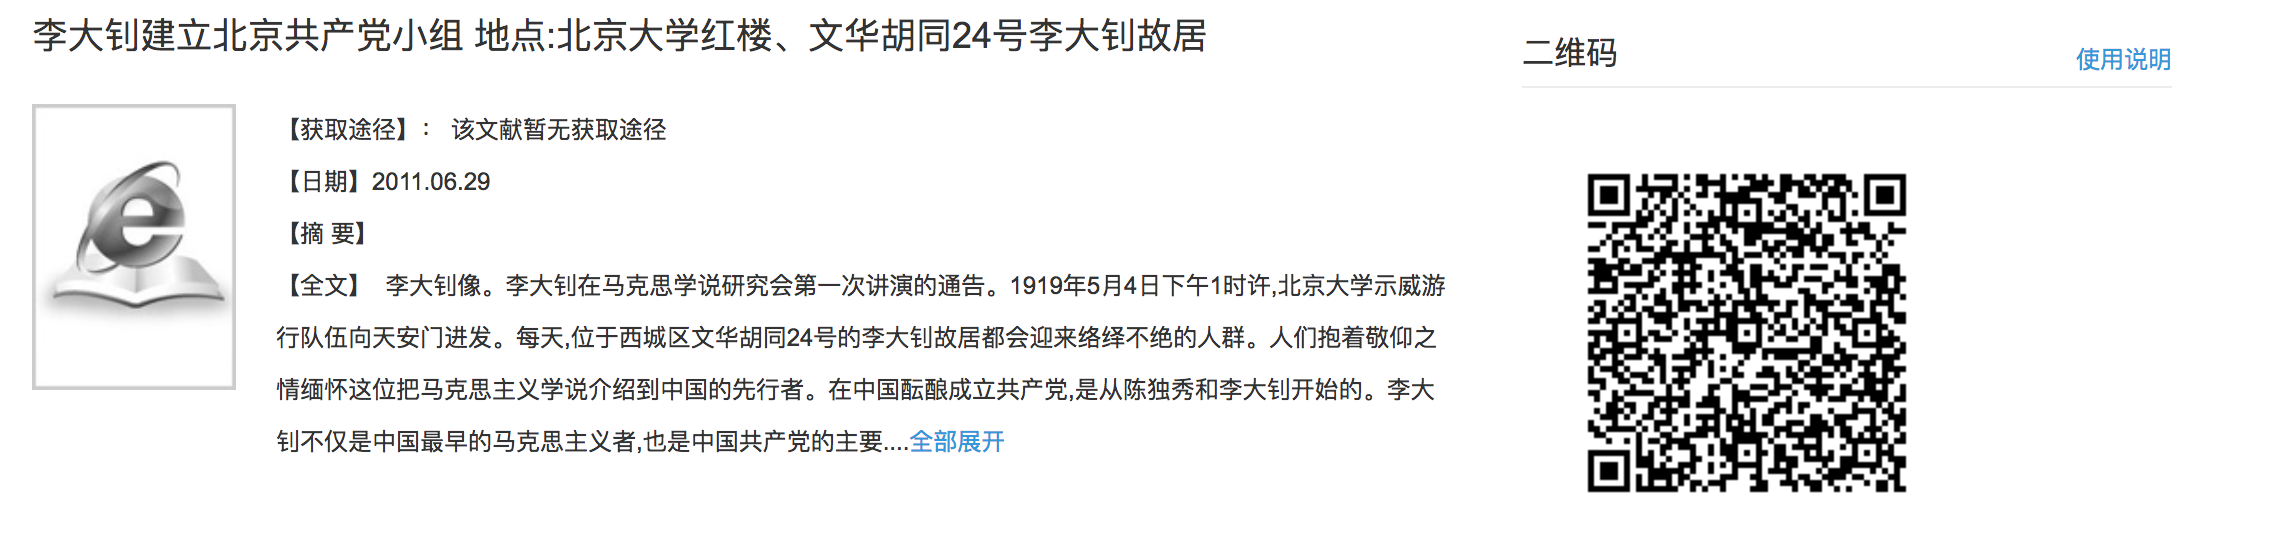 李大钊建立北京共产党小组 地点:北京大学红楼、文华胡同24号李大钊故居
【获取途径】： 该文献暂无获取途径
【日期】2011.06.29
【摘 要】
【全文】 李大钊像。李大钊在马克思学说研究会第一次讲演的通告。1919年5月4日下午1时许,北京大学示威游
行队伍向天安门进发。每天,位于西城区文华胡同24号的李大钊故居都会迎来络绎不绝的人群。人们抱着敬仰之
情缅怀这位把马克思主义学说介绍到中国的先行者。在中国酝酿成立共产党,是从陈独秀和李大钊开始的。李大
钊不仅是中国最早的马克思主义者,也是中国共产党的主要....全部展开
二维码
使用说明